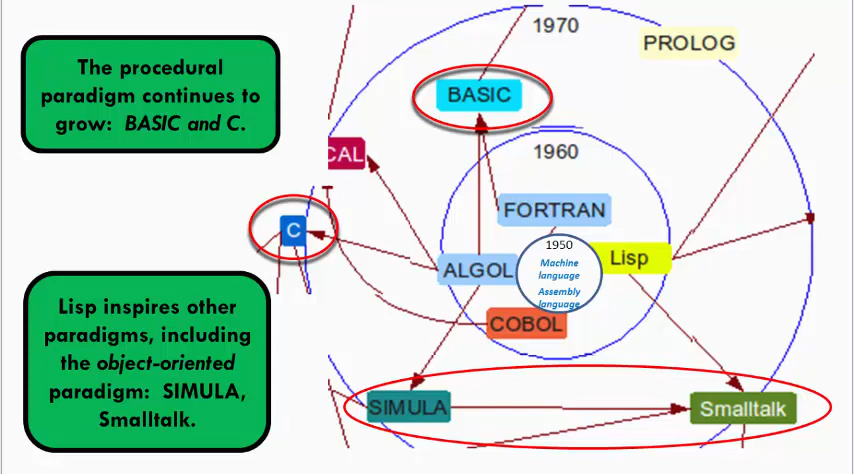 The procedural
paradigm continues to
grow: BASIC and C.
Lisp inspires other
paradigms, including
the object-oriented
paradigm: SIMULA,
Smalltalk.
1970
PROLOG
BASIC
1960
CAL
FORTRAN
C
1950
Machine
language
Assembly
language
ALGOL
Lisp
COBOL
SIMULA
Smalltalk